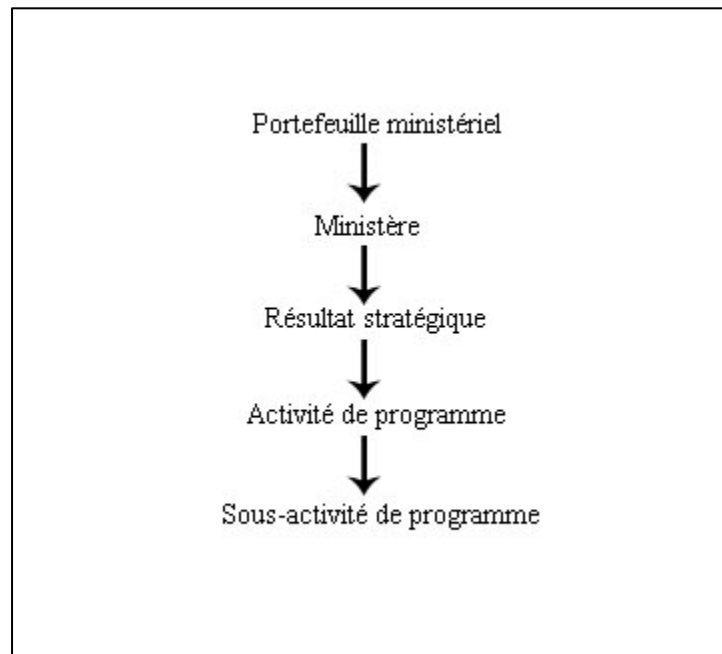 Portefeuille ministériel
Ministère
Résultat stratégique
Activité de programme
Sous-activité de programme